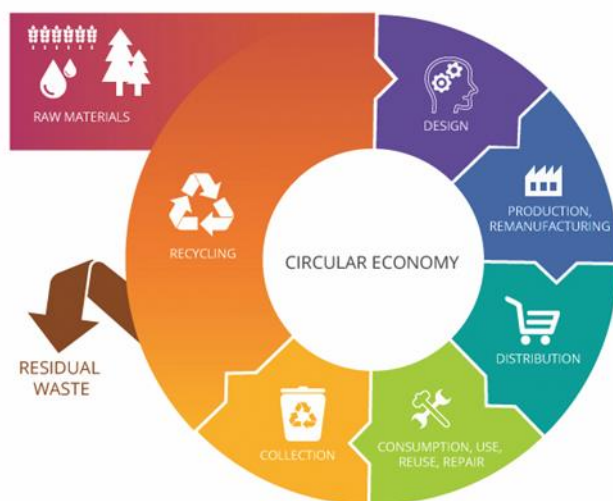 RAW MATERIALS
DESIGN
PRODUCTION,
REMANUFACTURING
RECYCLING
CIRCULAR ECONOMY
DISTRIBUTION
RESIDUAL
WASTE
COLLECTION
CONSUMPTION, USE,
REUSE, REPAIR